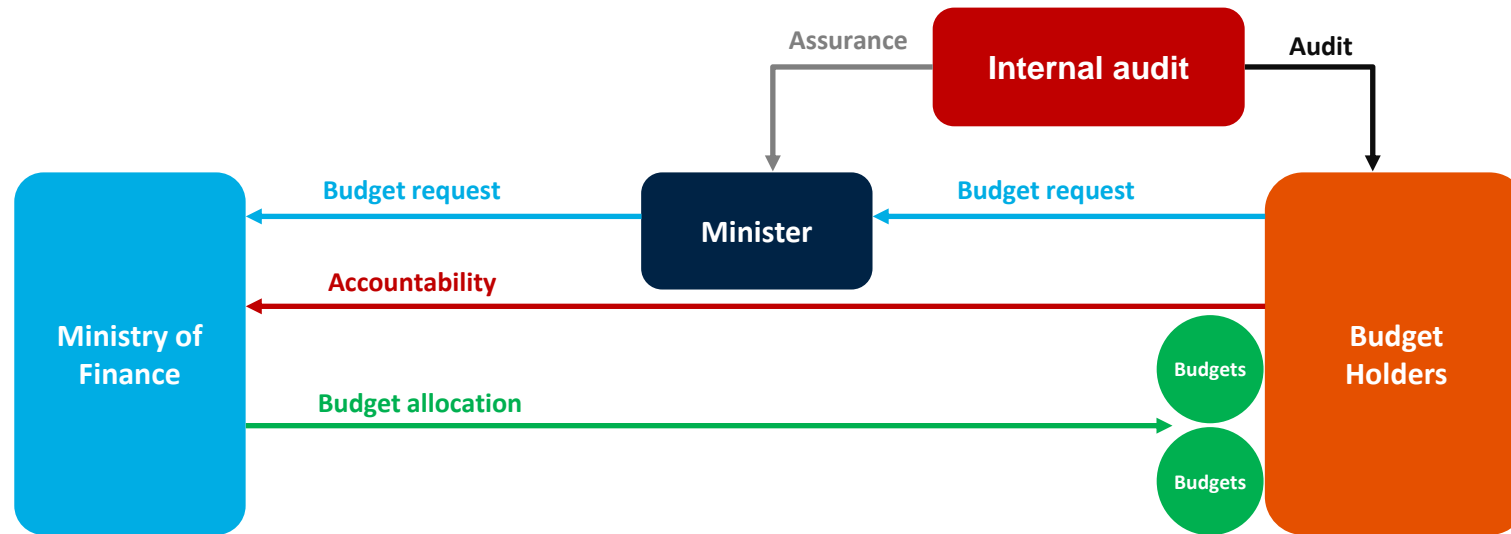 Assurance
Internal audit
Audit
Budget request
Minister
Budget request
Accountability
Ministry of
Finance
Budget allocation
Budgets
Budgets
Budget
Holders